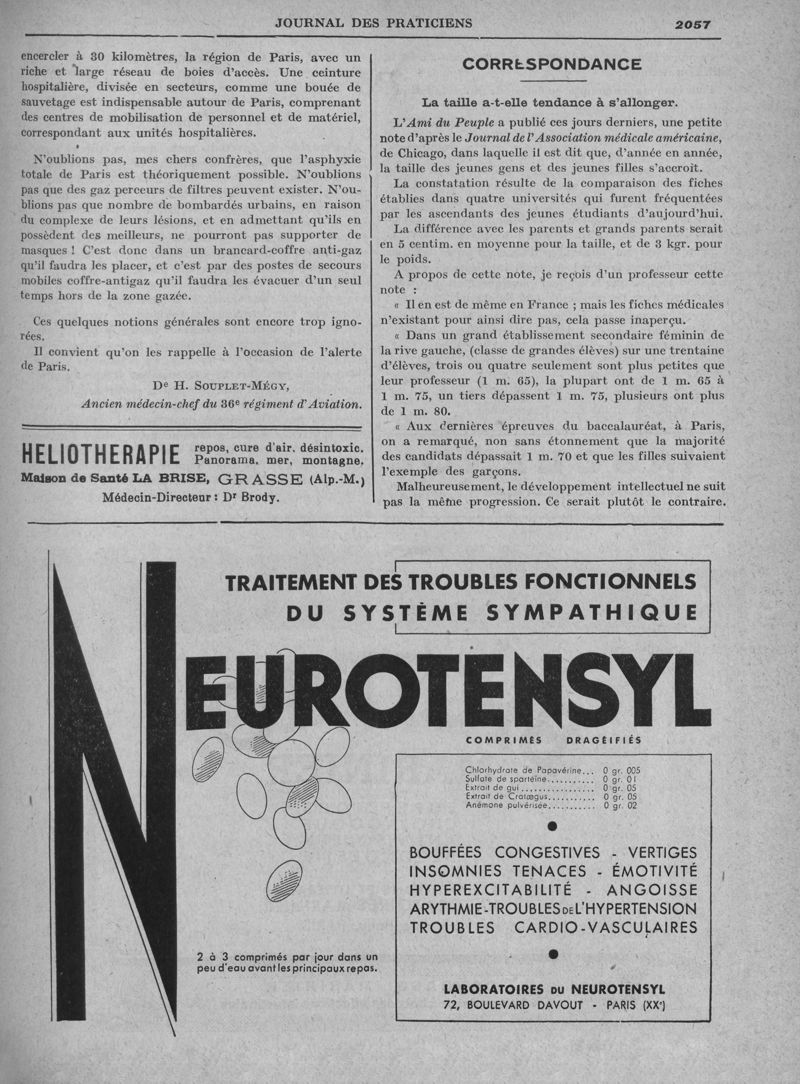 JOURNAL DES PRATICIENS
2057
encercler à 30 kilomètres, la région de Paris, avec un
riche et large réseau de boies d'accès. Une ceinture
hospitalière, divisée en secteurs, comme une bouée de
sauvetage est indispensable autour de Paris, comprenant
des centres de mobilisation de personnel et de matériel,
correspondant aux unités hospitalières.
N'oublions pas, mes chers confrères, que l'asphyxie
totale de Paris est théoriquement possible. N'oublions
pas que des gaz perceurs de filtres peuvent exister. N'ou-
blions pas que nombre de bombardés urbains, en raison
du complexe de leurs lésions, et en admettant qu'ils en
possèdent des meilleurs, ne pourront pas supporter de
masques ! C'est donc dans un brancard-coffre anti-gaz
qu'il faudra les placer, et c'est par des postes de secours
mobiles coffre-antigaz qu'il faudra les évacuer d'un seul
temps hors de la zone gazée.
Ces quelques notions générales sont encore trop igno-
rées.
Il convient qu'on les rappelle à l'occasion de l'alerte
de Paris.
De H. SOUPLET-MÉGY,
Ancien médecin-chef du 36e régiment d'Aviation.
HELIOTHERAPIE repos, cure d'air, désintoxic.
Panorama, mer, montagne.
Maison de Santé LA BRISE, GRASSE (Alp.-M.)
Médecin-Directeur : Dr Brody.
CORRESPONDANCE
La taille a-t-elle tendance à s'allonger.
L'Ami du Peuple a publié ces jours derniers, une petite
note d'après le Journal de l'Association médicale américaine,
de Chicago, dans laquelle il est dit que, d'année en année,
la taille des jeunes gens et des jeunes filles s'accroît.
La constatation résulte de la comparaison des fiches
établies dans quatre universités qui furent fréquentées
par les ascendants des jeunes étudiants d'aujourd'hui.
La différence avec les parents et grands parents serait
en 5 centim. en moyenne pour la taille, et de 3 kgr. pour
le poids.
A propos de cette note, je reçois d'un professeur cette
note :
« Il en est de même en France ; mais les fiches médicales
n'existant pour ainsi dire pas, cela passe inaperçu.
« Dans un grand établissement secondaire féminin de
la rive gauche, (classe de grandes élèves) sur une trentaine
d'élèves, trois ou quatre seulement sont plus petites que
leur professeur (1 m. 65), la plupart ont de 1 m. 65 à
1 m. 75, un tiers dépassent 1 m. 75, plusieurs ont plus
de 1 m. 80.
« Aux dernières épreuves du baccalauréat, à Paris,
on a remarqué, non sans étonnement que la majorité
des candidats dépassait 1 m. 70 et que les filles suivaient
l'exemple des garçons.
Malheureusement, le développement intellectuel ne suit
pas la même progression. Ce serait plutôt le contraire.
TRAITEMENT DES TROUBLES FONCTIONNELS
DU SYSTÈME SYMPATHIQUE
NEUROTENSYL
COMPRIMÉS DRAGÉIFIÉS
Chlorhydrate de Papavérine... 0 gr. 005
Sulfate de spartéine........... 0 gr. 01
Extrait de gui................. 0 gr. 05
Extrait de Cratægus........... 0 gr. 05
Anémone pulvérisée........... 0 gr. 02
BOUFFÉES CONGESTIVES - VERTIGES
INSOMNIES TENACES - ÉMOTIVITÉ
HYPEREXCITABILITÉ - ANGOISSE
ARYTHMIE-TROUBLES DE L'HYPERTENSION
TROUBLES CARDIO-VASCULAIRES
2 à 3 comprimés par jour dans un
peu d'eau avant les principaux repas.
LABORATOIRES DU NEUROTENSYL
72, BOULEVARD DAVOUT - PARIS (XXe)